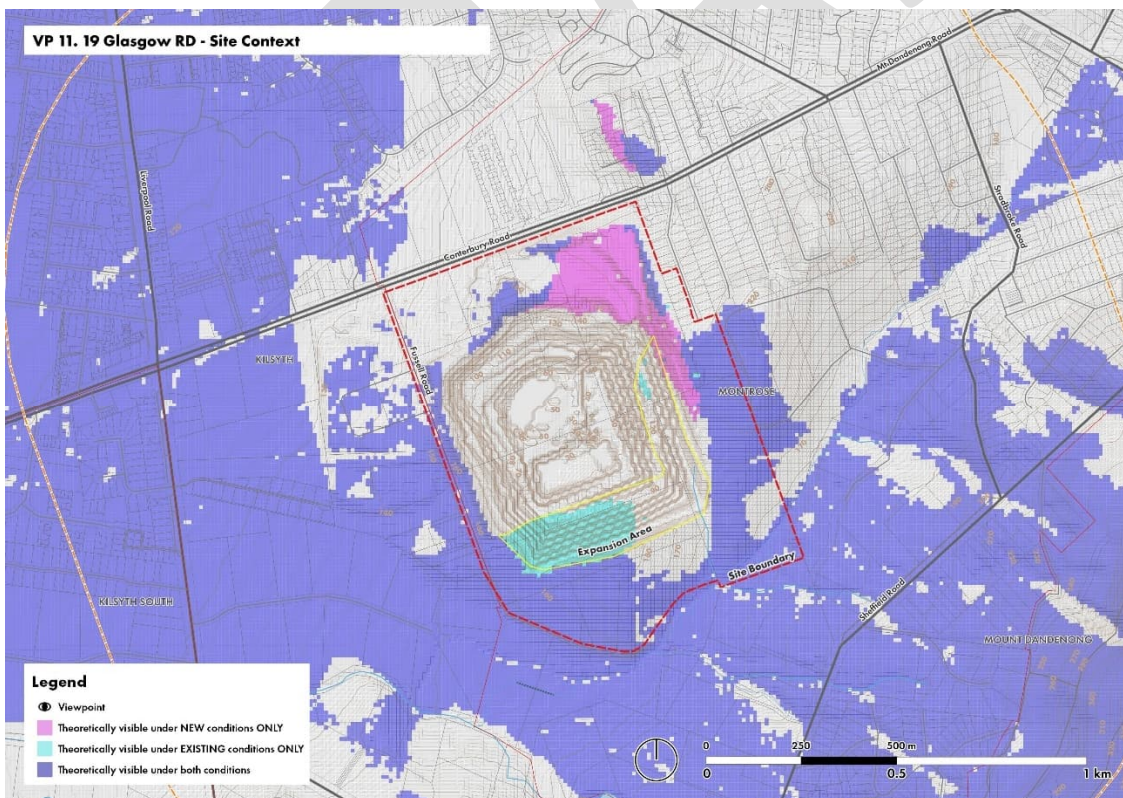 VP 11. 19 Glasgow RD - Site Context
Mt Dandenong Road
Liverpool Road
Canterbury Road
Stradbroke Road
KILSYTH
Fussell Road
MONTROSE
Expansion Area
Site Boundary
KILSYTH SOUTH
Sheffield Road
MOUNT DANDENONG
Legend
Viewpoint
Theoretically visible under NEW conditions ONLY
Theoretically visible under EXISTING conditions ONLY
Theoretically visible under both conditions
0 250 500 m
0 0.5 1 km